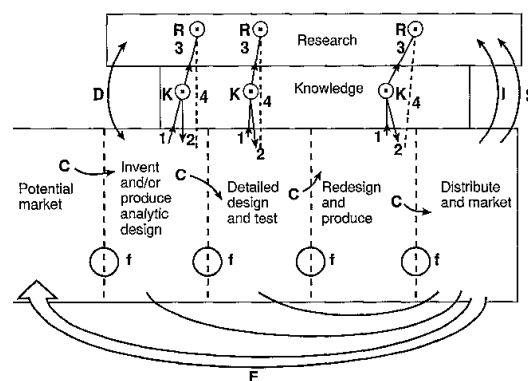 R R R
3 3 3
Research
D K 4 K 4 Knowledge K 4 I S
1 2 1 2 1 2
C C C C
Potential
market
Invent
and/or
produce
analytic
design
Detailed
design
and test
Redesign
and
produce
Distribute
and market
f f f f
F